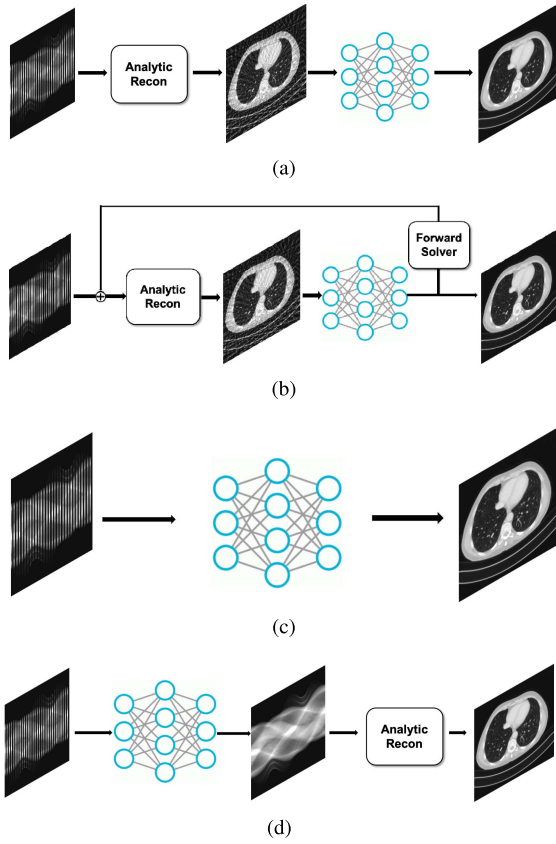 Analytic
Recon
(a)
Forward
Solver
Analytic
Recon
(b)
(c)
Analytic
Recon
(d)